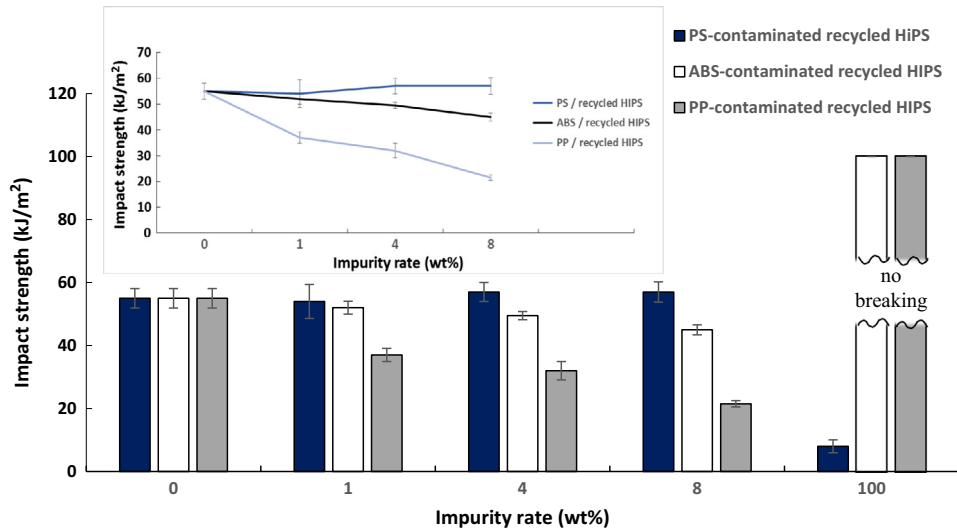 PS-contaminated recycled HiPS
ABS-contaminated recycled HIPS
PP-contaminated recycled HIPS
Impact strength (kJ/m²)
70
60
50
40
30
20
10
0
0 1 4 8
Impurity rate (wt%)
PS / recycled HIPS
ABS / recycled HIPS
PP / recycled HIPS
Impact strength (kJ/m²)
120
100
80
60
40
20
0
no
breaking
0 1 4 8 100
Impurity rate (wt%)